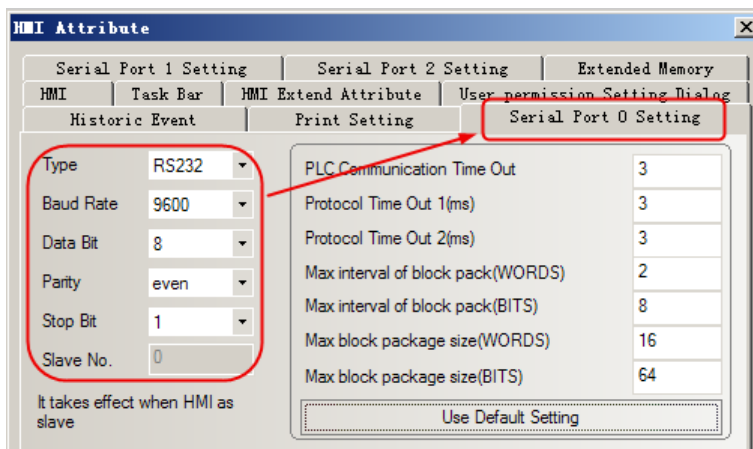 HMI Attribute
Serial Port 1 Setting Serial Port 2 Setting Extended Memory
HMI Task Bar HMI Extend Attribute User permission Setting Dialog
Historic Event Print Setting Serial Port 0 Setting
Type RS232
Baud Rate 9600
Data Bit 8
Parity even
Stop Bit 1
Slave No. 0
It takes effect when HMI as
slave
PLC Communication Time Out 3
Protocol Time Out 1(ms) 3
Protocol Time Out 2(ms) 3
Max interval of block pack(WORDS) 2
Max interval of block pack(BITS) 8
Max block package size(WORDS) 16
Max block package size(BITS) 64
Use Default Setting